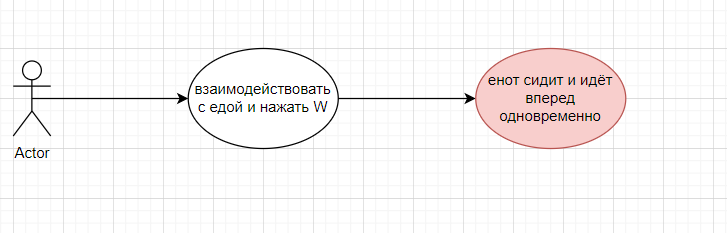 взаимодействовать
с едой и нажать W
енот сидит и идёт
вперед
одновременно
Actor